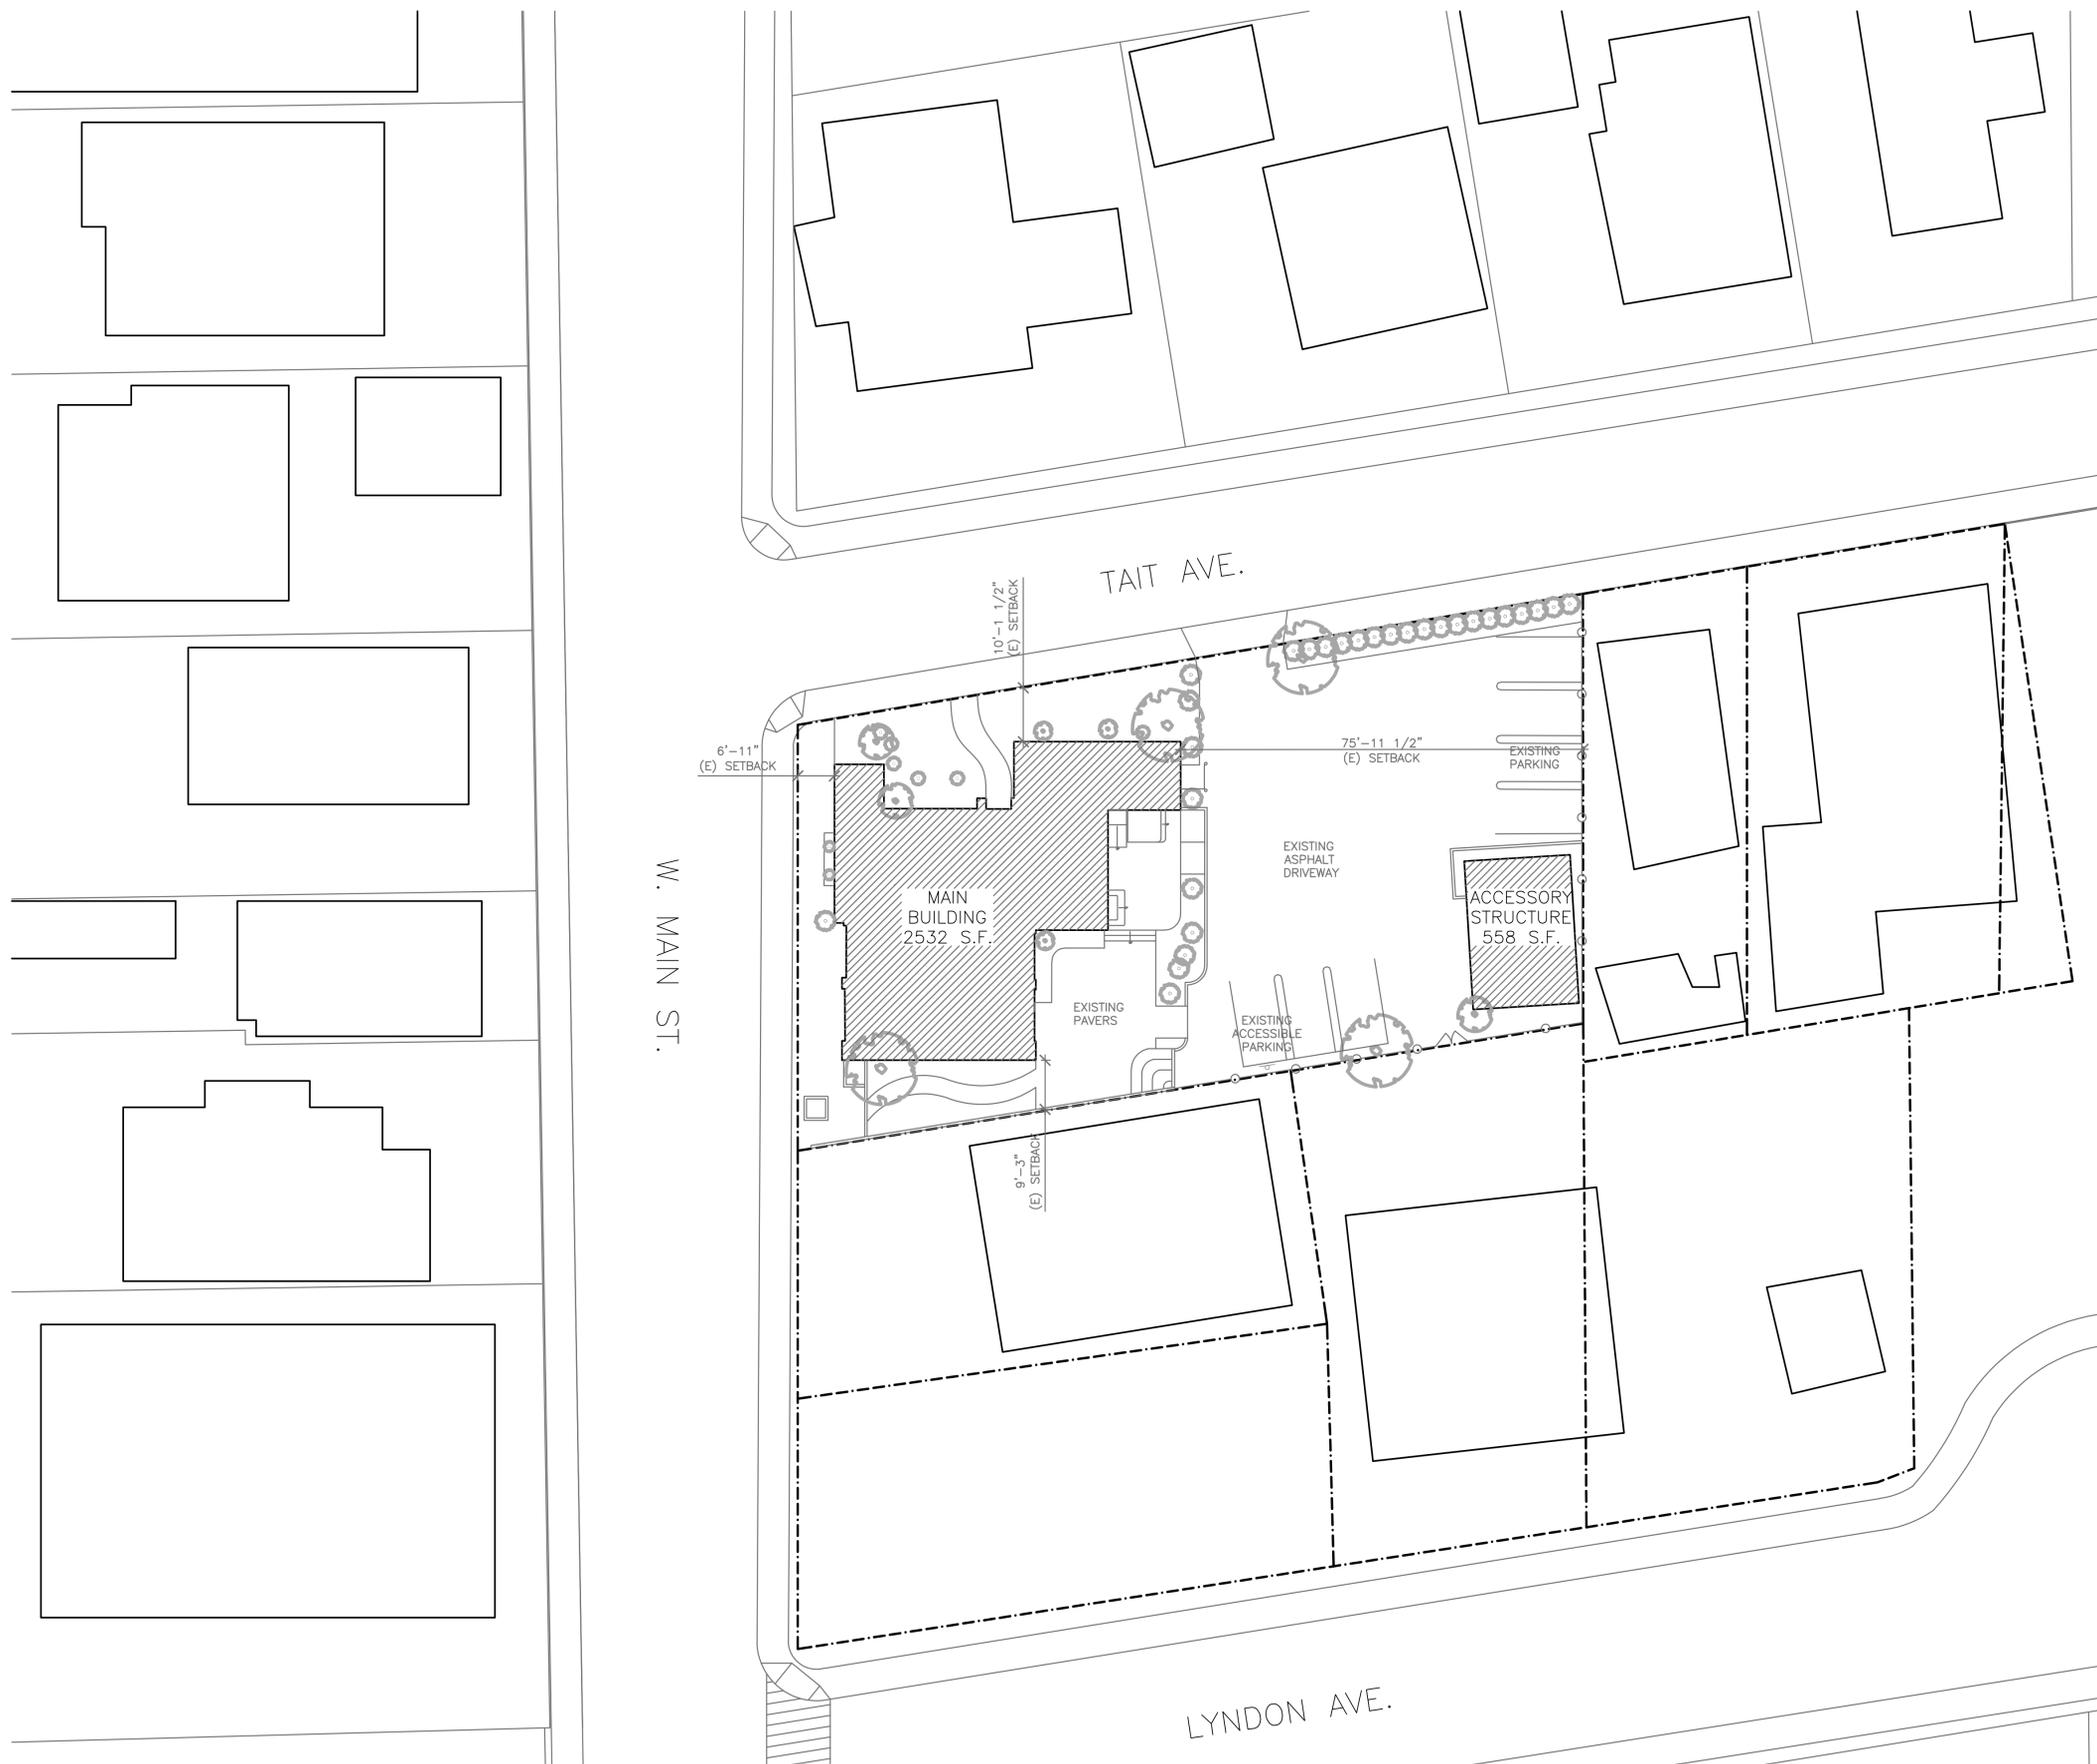 TAIT AVE.
10'-1 1/2"
(E) SETBACK
6'-11"
(E) SETBACK
75'-11 1/2"
(E) SETBACK
EXISTING
PARKING
EXISTING
ASPHALT
DRIVEWAY
MAIN
BUILDING
2532 S.F.
ACCESSORY
STRUCTURE
558 S.F.
W. MAIN ST.
EXISTING
PAVERS
EXISTING
ACCESSIBLE
PARKING
9'-3"
(E) SETBACK
LYNDON AVE.